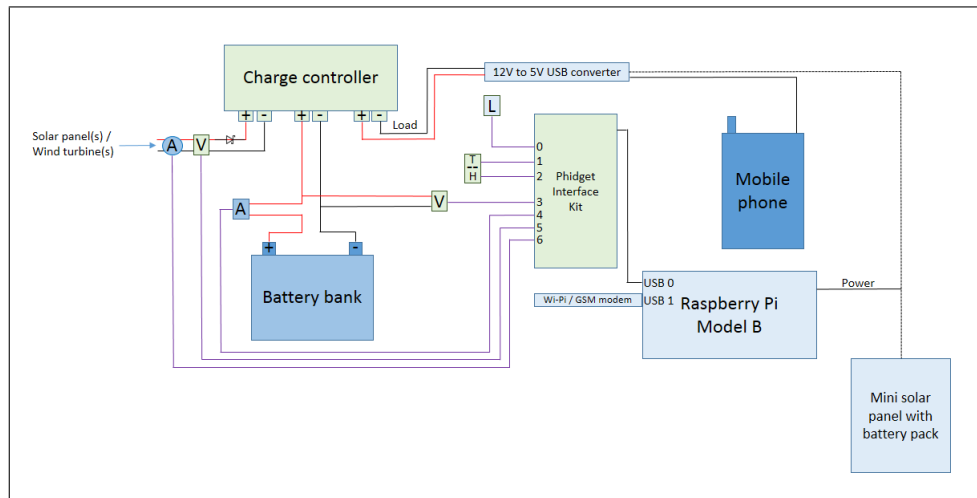 Charge controller
12V to 5V USB converter
+ - + - + -
Load
L
Solar panel(s) /
Wind turbine(s)
A
V
0
T
--
H
1
2
Phidget
Interface
Kit
Mobile
phone
A
V
3
4
5
6
+ -
Battery bank
USB 0
Wi-Pi / GSM modem
USB 1
Raspberry Pi
Model B
Power
Mini solar
panel with
battery pack